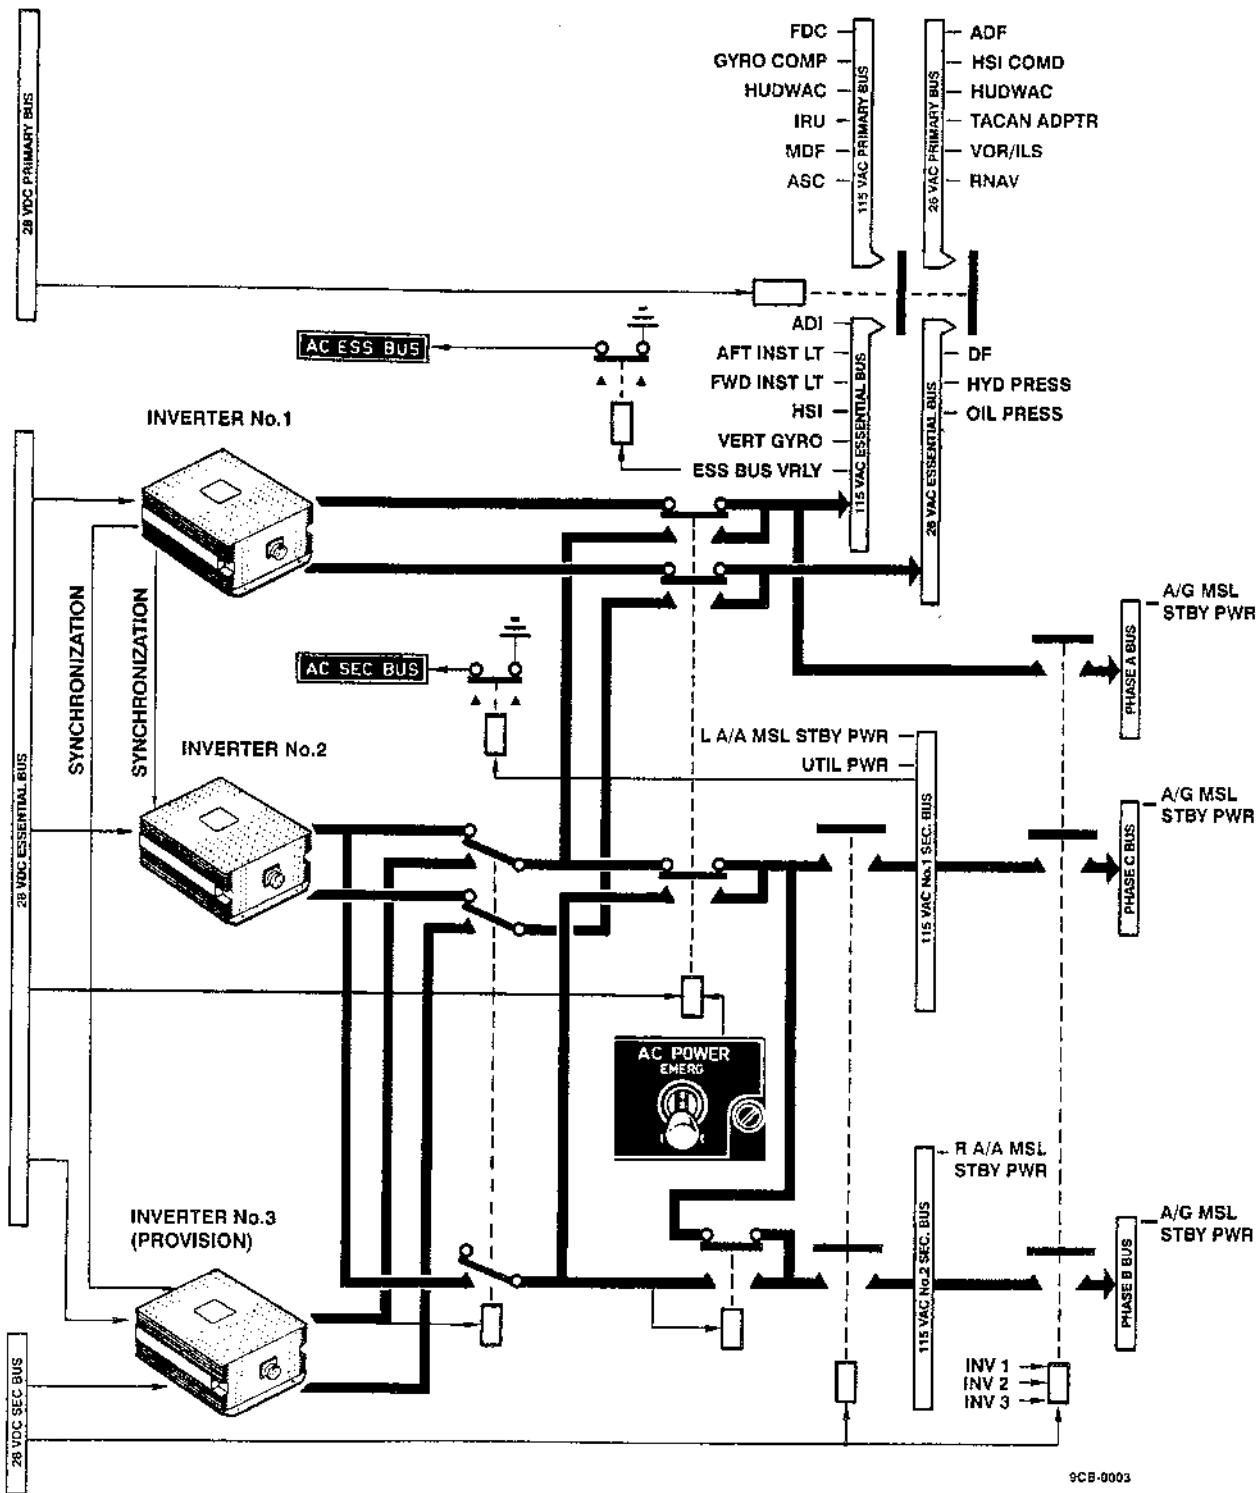 28 VDC PRIMARY BUS
FDC
GYRO COMP
HUDWAC
IRU
MDF
ASC
115 VAC PRIMARY BUS
26 VAC PRIMARY BUS
ADF
HSI COMD
HUDWAC
TACAN ADPTR
VOR/ILS
RNAV
AC ESS BUS
ADI
AFT INST LT
FWD INST LT
HSI
VERT GYRO
ESS BUS VRLY
115 VAC ESSENTIAL BUS
26 VAC ESSENTIAL BUS
DF
HYD PRESS
OIL PRESS
INVERTER No.1
28 VDC ESSENTIAL BUS
SYNCHRONIZATION
SYNCHRONIZATION
AC SEC BUS
A/G MSL
STBY PWR
PHASE A BUS
INVERTER No.2
L A/A MSL STBY PWR
UTIL PWR
115 VAC No.1 SEC. BUS
A/G MSL
STBY PWR
PHASE C BUS
AC POWER
EMERG
R A/A MSL
STBY PWR
115 VAC No.2 SEC. BUS
A/G MSL
STBY PWR
PHASE B BUS
INVERTER No.3
(PROVISION)
28 VDC SEC BUS
INV 1
INV 2
INV 3
9CB-0003